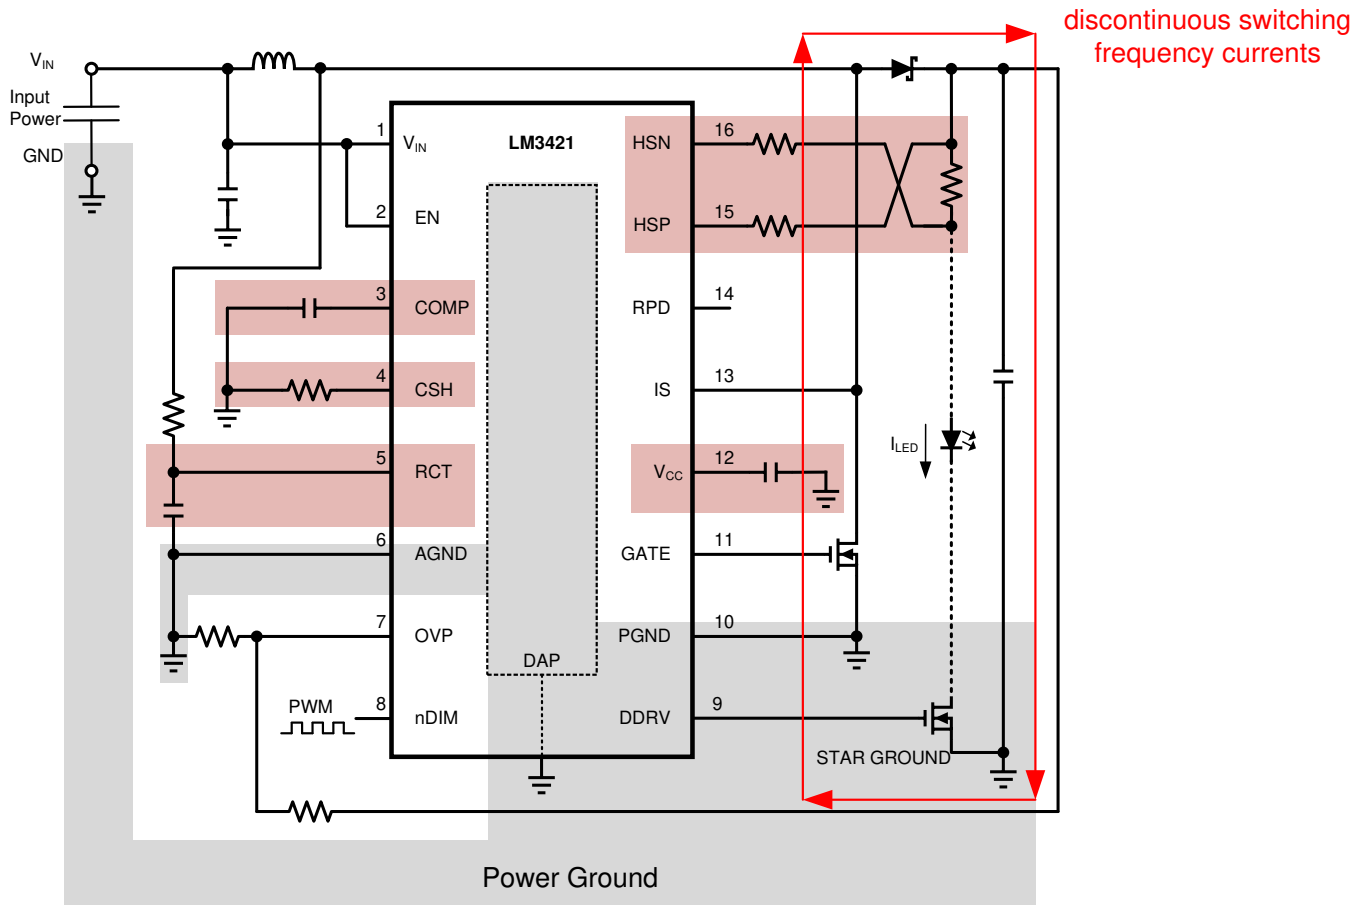 discontinuous switching
frequency currents
VIN
Input
Power
GND
LM3421
1
VIN
2
EN
3
COMP
4
CSH
5
RCT
6
AGND
7
OVP
8
nDIM
PWM
DAP
HSN
16
HSP
15
RPD
14
IS
13
VCC
12
GATE
11
PGND
10
DDRV
9
ILED
STAR GROUND
Power Ground